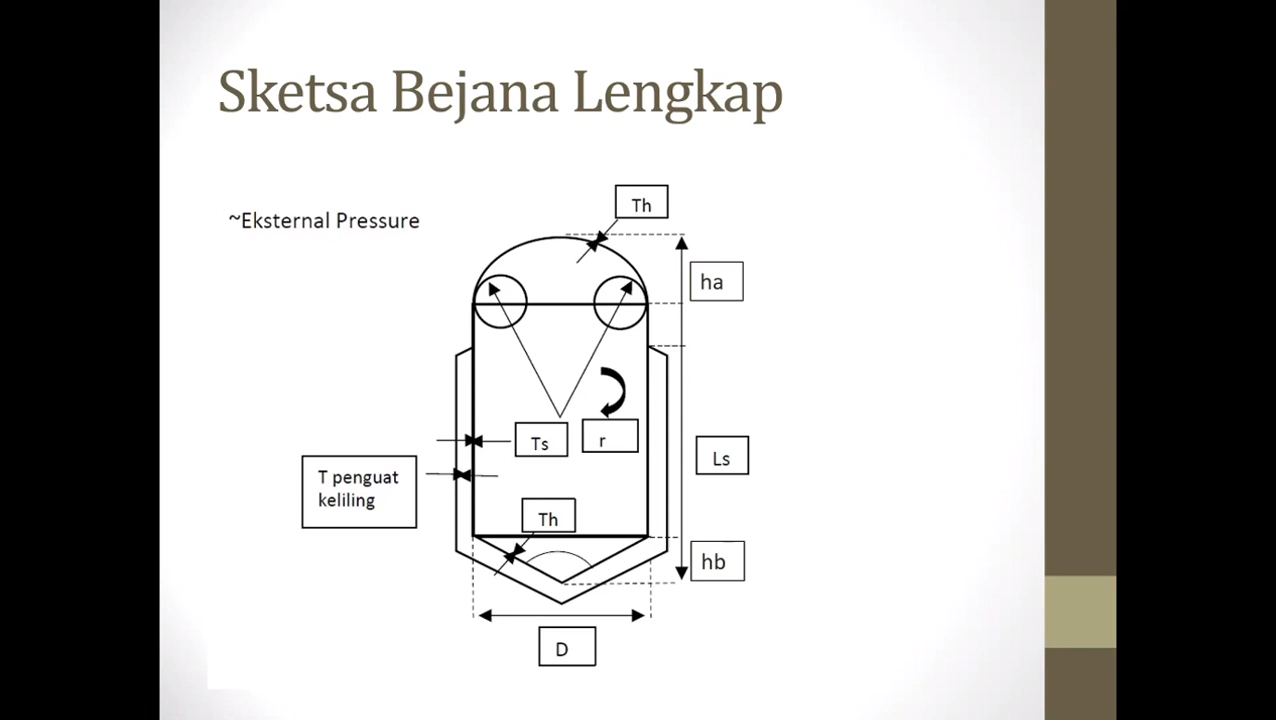 Sketsa Bejana Lengkap
~Eksternal Pressure
Th
ha
Ts
r
Ls
T penguat
keliling
Th
hb
D